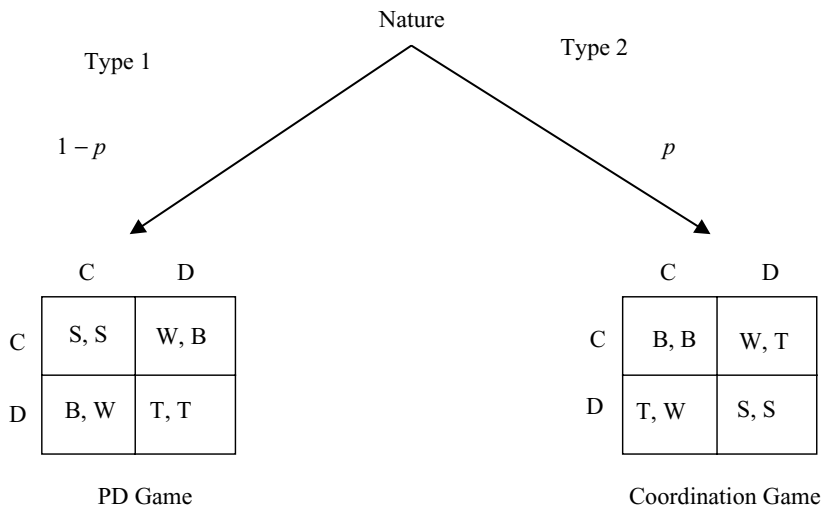 Nature
Type 1
Type 2
1 – p
p
C D
C D
C S, S W, B
C B, B W, T
D B, W T, T
D T, W S, S
PD Game
Coordination Game